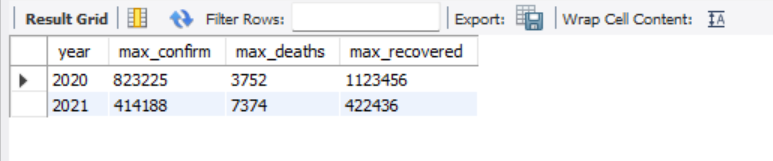 Result Grid Filter Rows: Export: Wrap Cell Content: IA
year max_confirm max_deaths max_recovered
2020 823225 3752 1123456
2021 414188 7374 422436